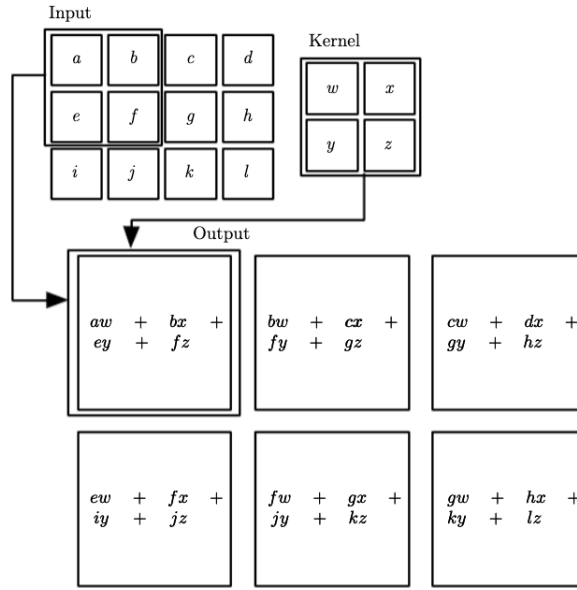 Input
a b c d
e f g h
i j k l
Kernel
w x
y z
Output
aw + bx +
ey + fz
bw + cx +
fy + gz
cw + dx +
gy + hz
ew + fx +
iy + jz
fw + gx +
jy + kz
gw + hx +
ky + lz